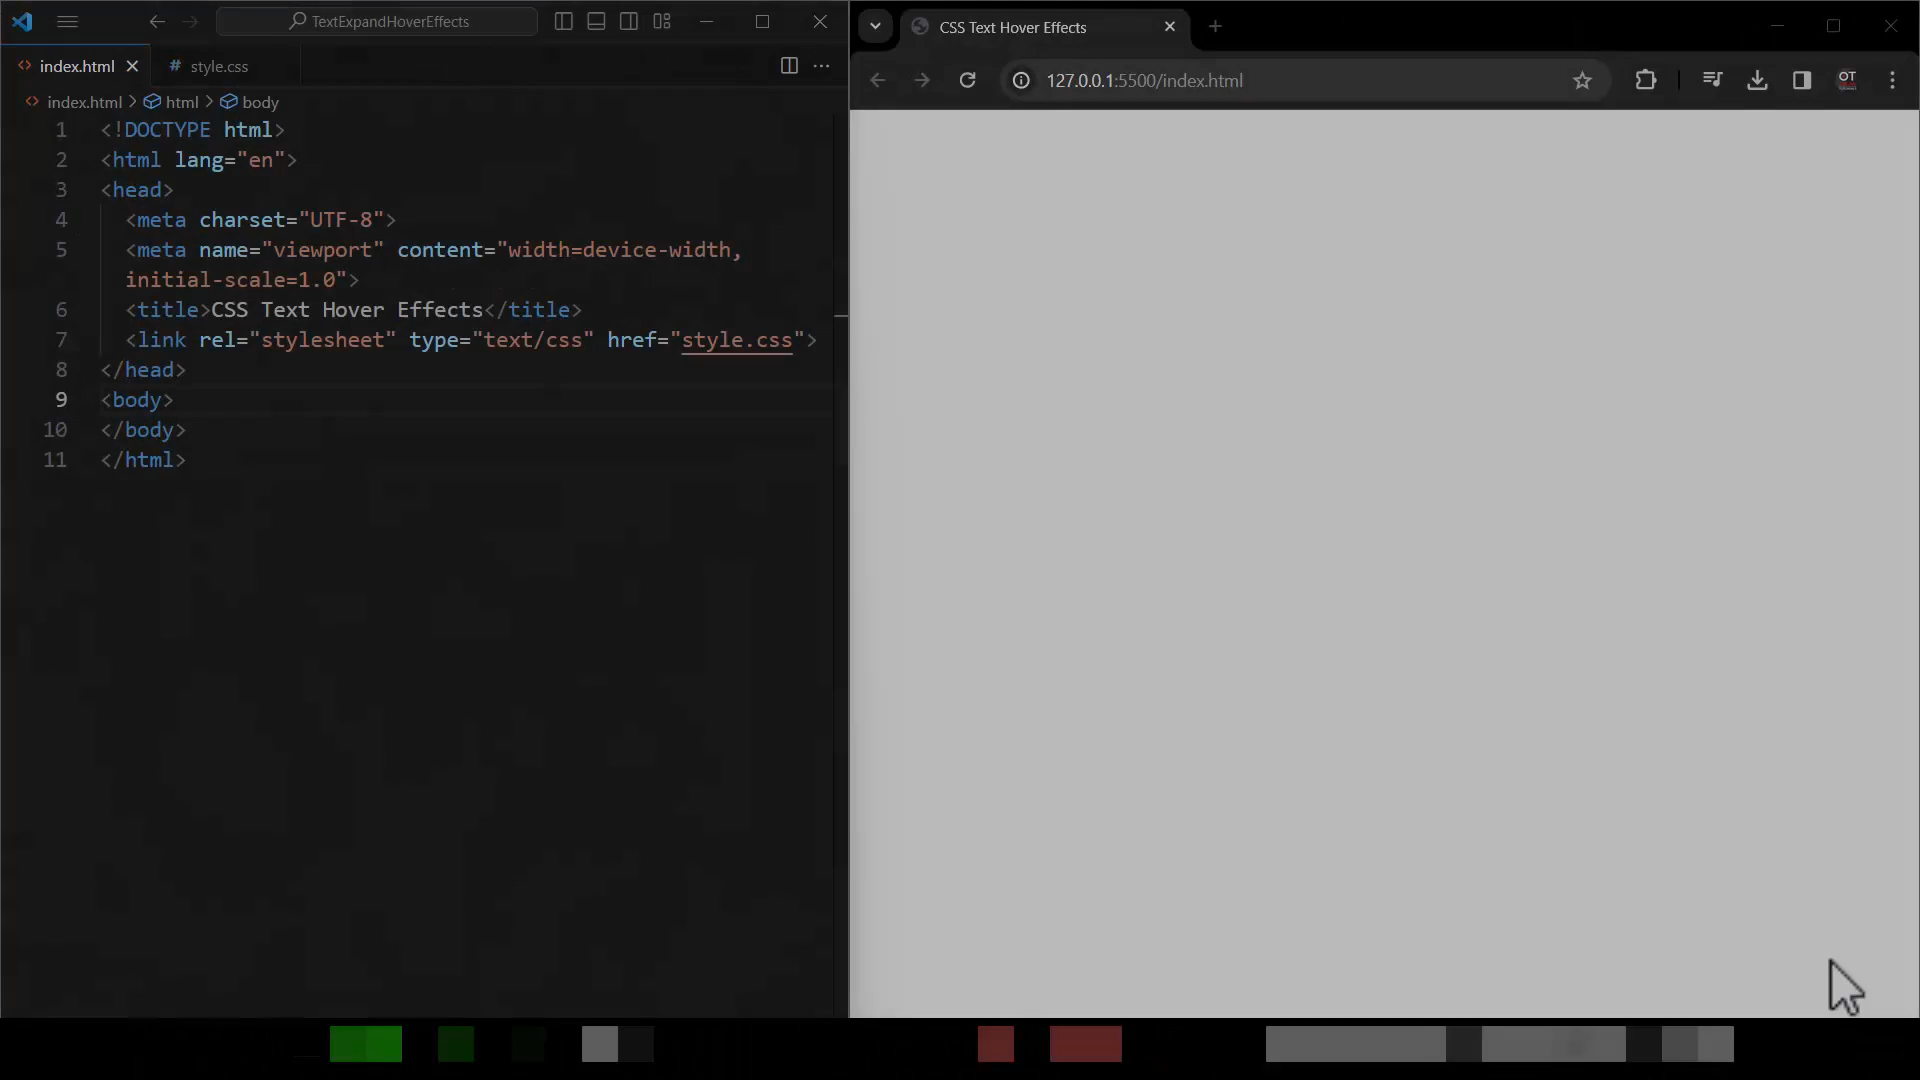 TextExpandHoverEffects
index.html
style.css
index.html > html > body
1 <!DOCTYPE html>
2 <html lang="en">
3 <head>
4 <meta charset="UTF-8">
5 <meta name="viewport" content="width=device-width,
initial-scale=1.0">
6 <title>CSS Text Hover Effects</title>
7 <link rel="stylesheet" type="text/css" href="style.css">
8 </head>
9 <body>
10 </body>
11 </html>
CSS Text Hover Effects
127.0.0.1:5500/index.html
OT